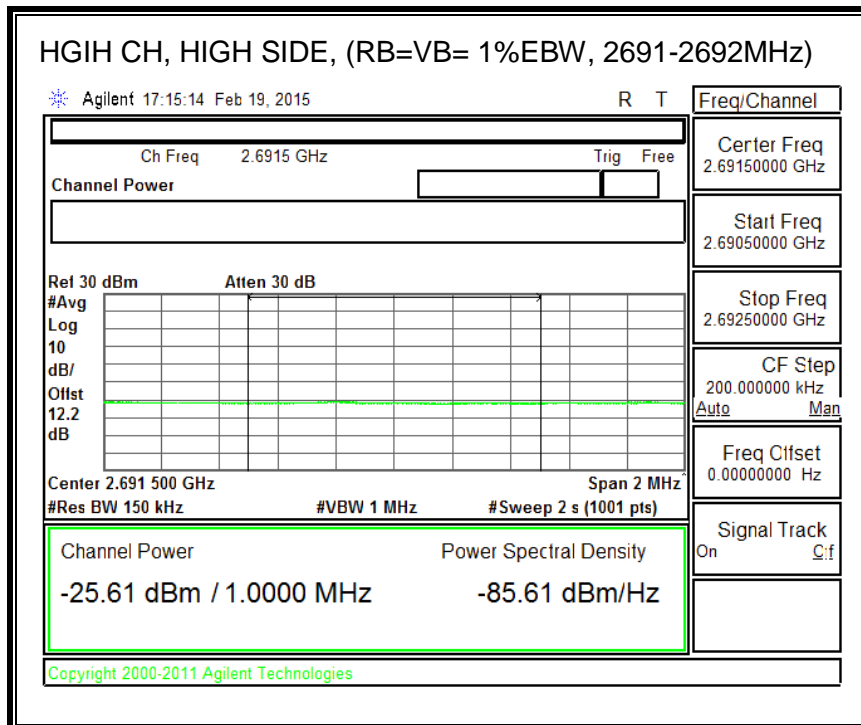 HGIH CH, HIGH SIDE, (RB=VB= 1%EBW, 2691-2692MHz)
Agilent 17:15:14 Feb 19, 2015 R T
Ch Freq 2.6915 GHz Trig Free
Channel Power
Ref 30 dBm Atten 30 dB
#Avg
Log
10
dB/
Offst
12.2
dB
Center 2.691 500 GHz Span 2 MHz
#Res BW 150 kHz #VBW 1 MHz #Sweep 2 s (1001 pts)
Channel Power Power Spectral Density
-25.61 dBm / 1.0000 MHz -85.61 dBm/Hz
Copyright 2000-2011 Agilent Technologies
Freq/Channel
Center Freq
2.69150000 GHz
Start Freq
2.69050000 GHz
Stop Freq
2.69250000 GHz
CF Step
200.000000 kHz
Auto Man
Freq Offset
0.00000000 Hz
Signal Track
On Off